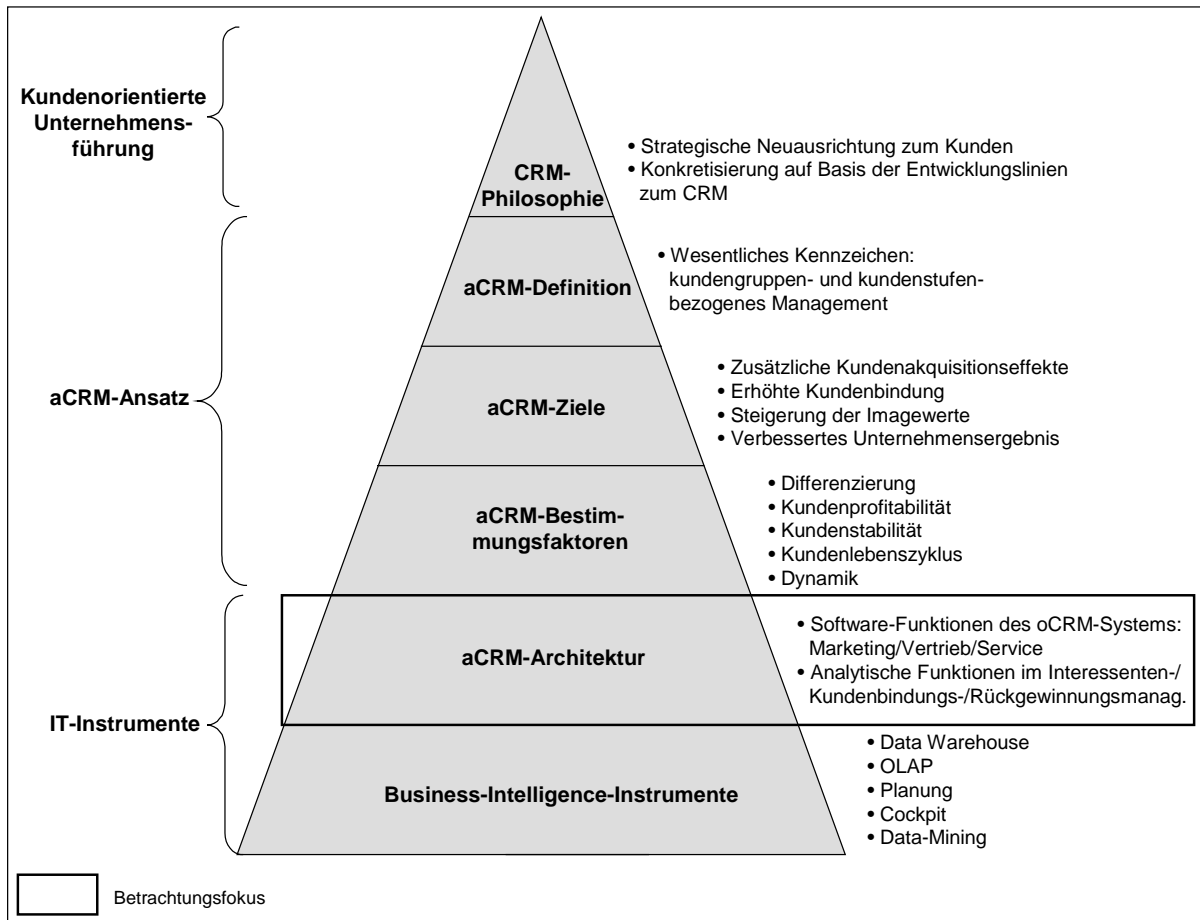 Kundenorientierte
Unternehmens-
führung
CRM-
Philosophie
• Strategische Neuausrichtung zum Kunden
• Konkretisierung auf Basis der Entwicklungslinien
zum CRM
aCRM-Ansatz
aCRM-Definition
• Wesentliches Kennzeichen:
kundengruppen- und kundenstufen-
bezogenes Management
aCRM-Ziele
• Zusätzliche Kundenakquisitionseffekte
• Erhöhte Kundenbindung
• Steigerung der Imagewerte
• Verbessertes Unternehmensergebnis
aCRM-Bestim-
mungsfaktoren
• Differenzierung
• Kundenprofitabilität
• Kundenstabilität
• Kundenlebenszyklus
• Dynamik
IT-Instrumente
aCRM-Architektur
• Software-Funktionen des oCRM-Systems:
Marketing/Vertrieb/Service
• Analytische Funktionen im Interessenten-/
Kundenbindungs-/Rückgewinnungsmanag.
Business-Intelligence-Instrumente
• Data Warehouse
• OLAP
• Planung
• Cockpit
• Data-Mining
Betrachtungsfokus